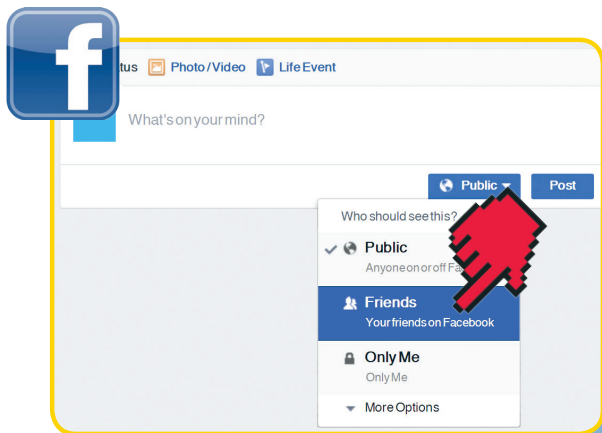 f
tus Photo/Video Life Event
What's on your mind?
Public Post
Who should see this?
Public
Anyone on or off Fa
Friends
Your friends on Facebook
Only Me
Only Me
More Options